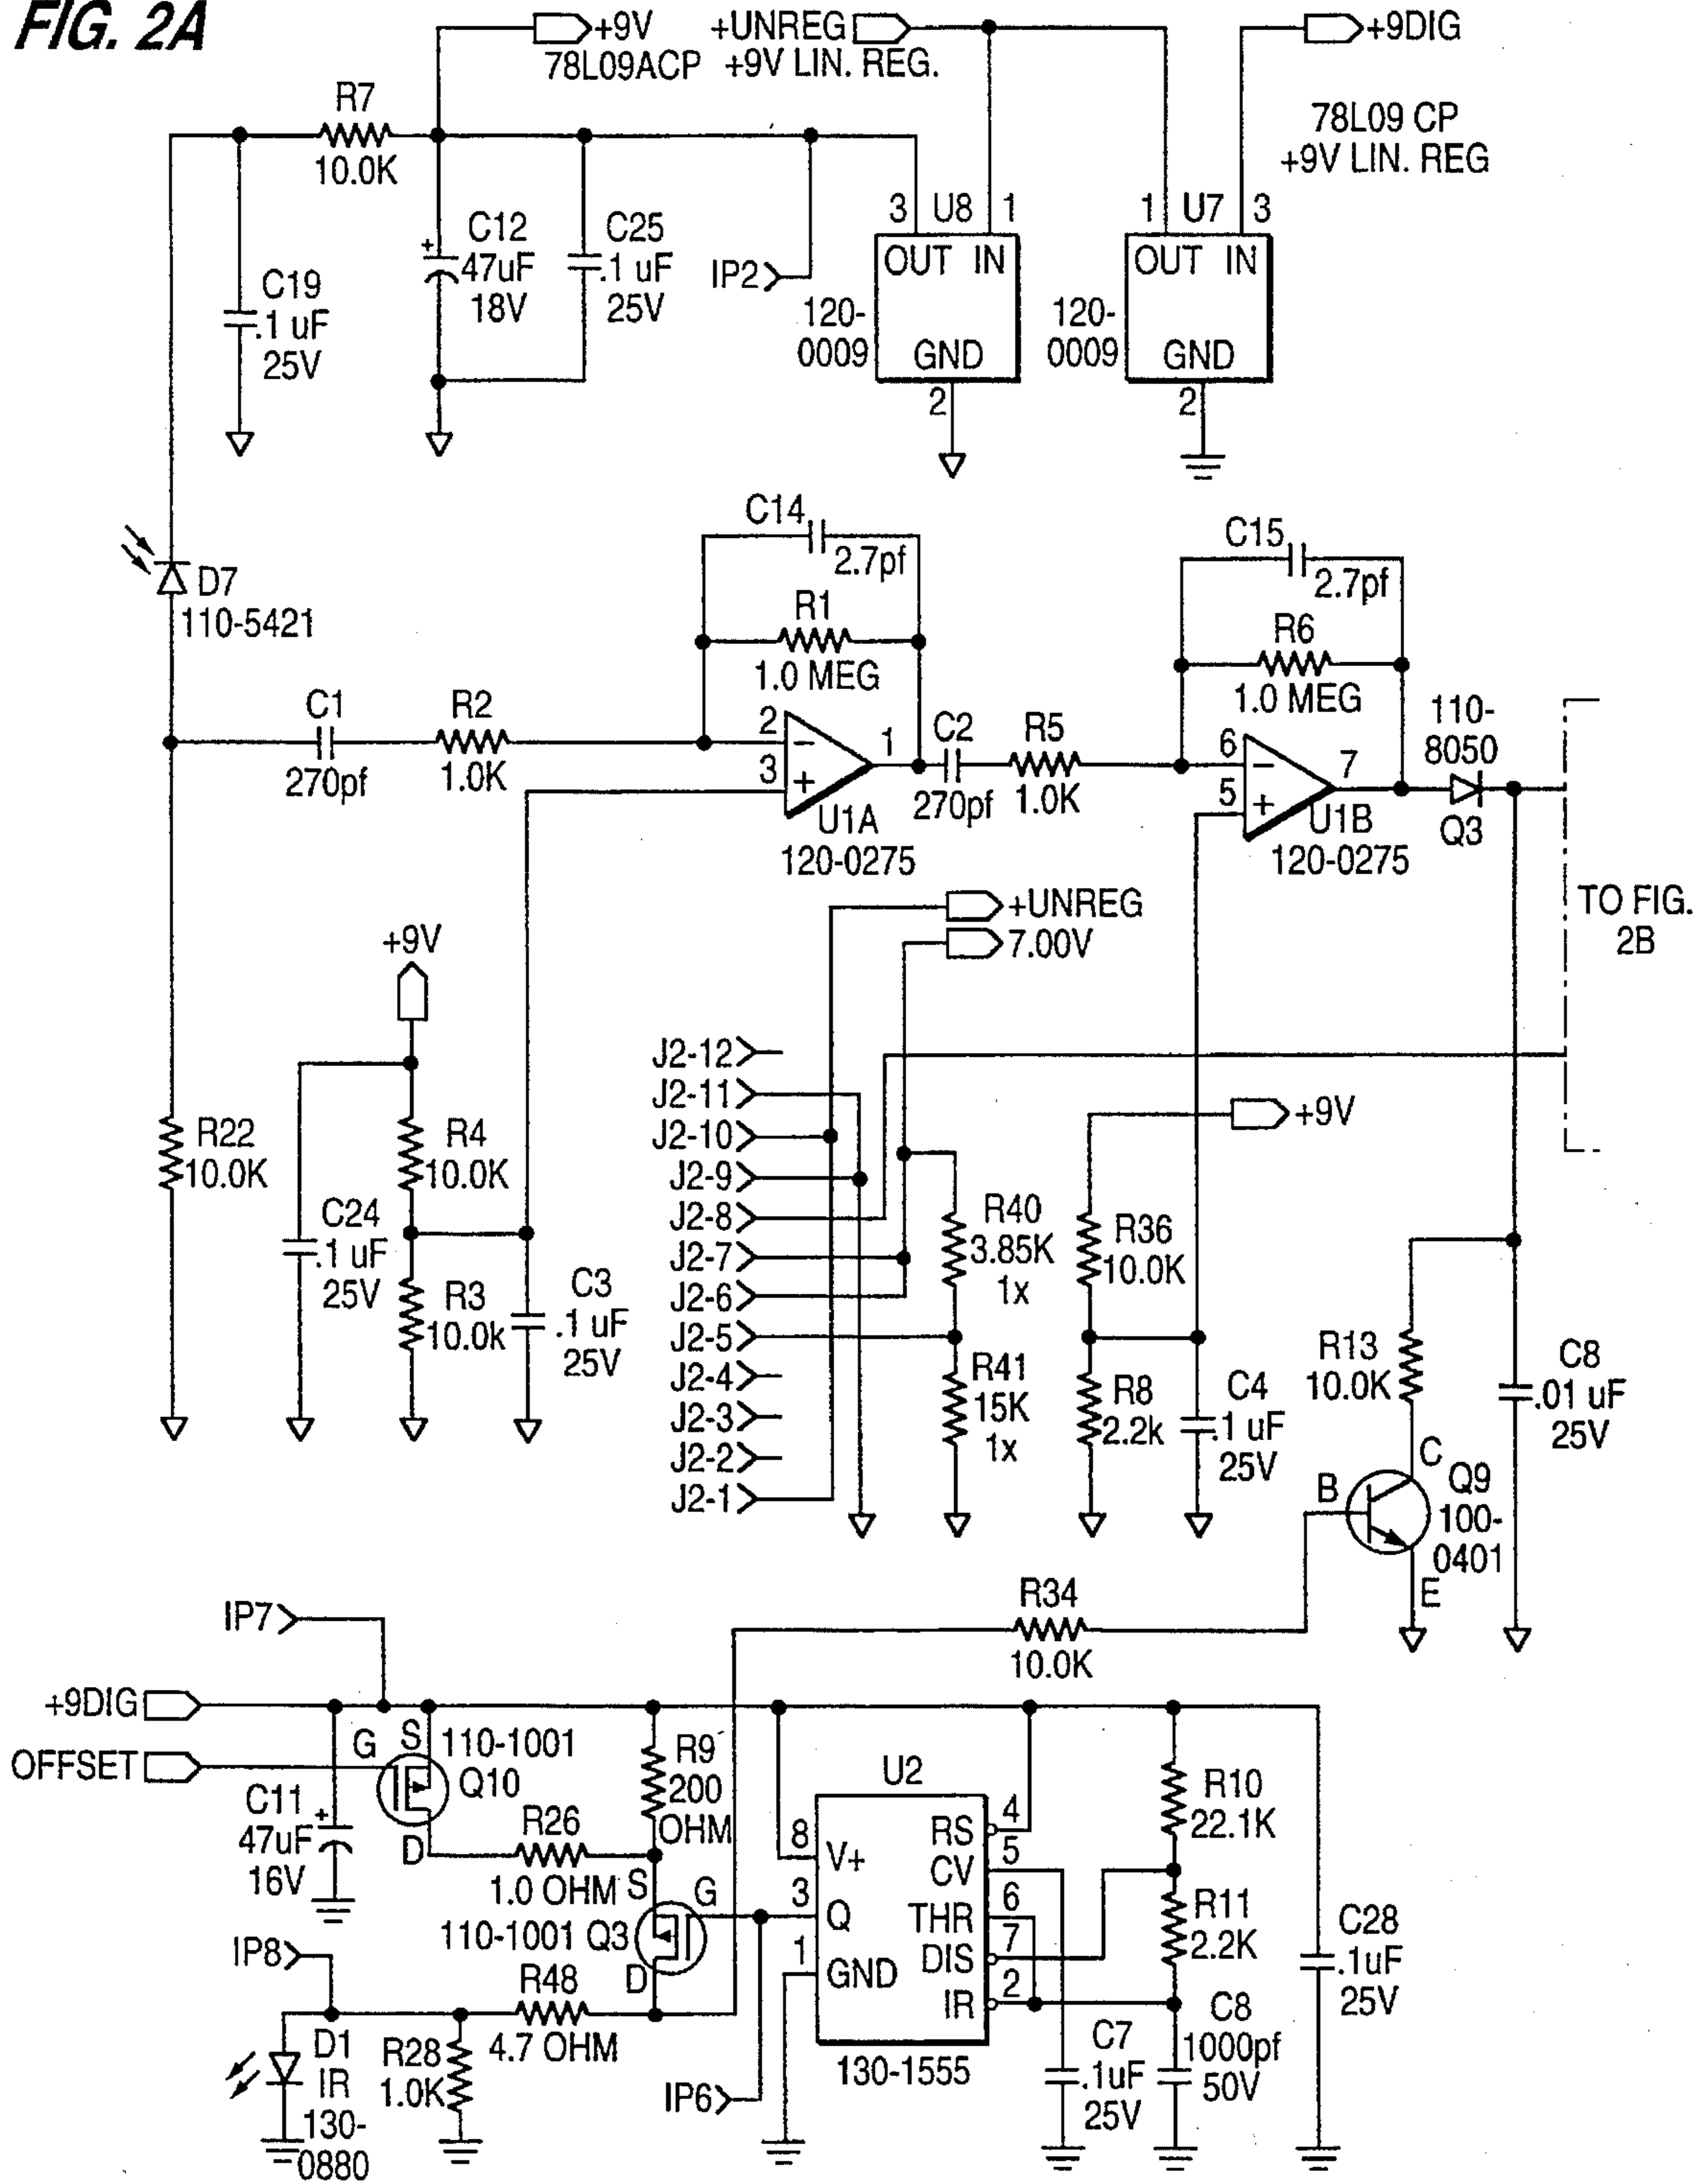 FIG. 2A
+9V
78L09ACP
+UNREG
+9V LIN. REG.
+9DIG
78L09 CP
+9V LIN. REG
R7
10.0K
C19
.1 uF
25V
+
C12
47uF
18V
C25
.1 uF
25V
IP2
3 U8 1
OUT IN
120-
0009
GND
2
1 U7 3
OUT IN
120-
0009
GND
2
D7
110-5421
C14
2.7pf
R1
1.0 MEG
C15
2.7pf
R6
1.0 MEG
C1
270pf
R2
1.0K
2
3
−
+
1
U1A
120-0275
C2
270pf
R5
1.0K
6
5
−
+
7
U1B
120-0275
110-
8050
Q3
TO FIG.
2B
+UNREG
7.00V
+9V
R22
10.0K
C24
.1 uF
25V
R4
10.0K
R3
10.0k
C3
.1 uF
25V
J2-12
J2-11
J2-10
J2-9
J2-8
J2-7
J2-6
J2-5
J2-4
J2-3
J2-2
J2-1
R40
3.85K
1x
R41
15K
1x
+9V
R36
10.0K
R8
2.2k
C4
.1 uF
25V
R13
10.0K
C8
.01 uF
25V
C
B
Q9
100-
0401
E
R34
10.0K
IP7
+9DIG
OFFSET
G
S
110-1001
Q10
D
C11
+
47uF
16V
R26
1.0 OHM
R9
200
OHM
S
G
110-1001 Q3
D
IP8
R48
4.7 OHM
D1
IR
130-
0880
R28
1.0K
IP6
U2
8
V+
3
Q
1
GND
RS
4
CV
5
THR
6
DIS
7
IR
2
130-1555
R10
22.1K
R11
2.2K
C7
.1uF
25V
C8
1000pf
50V
C28
.1uF
25V